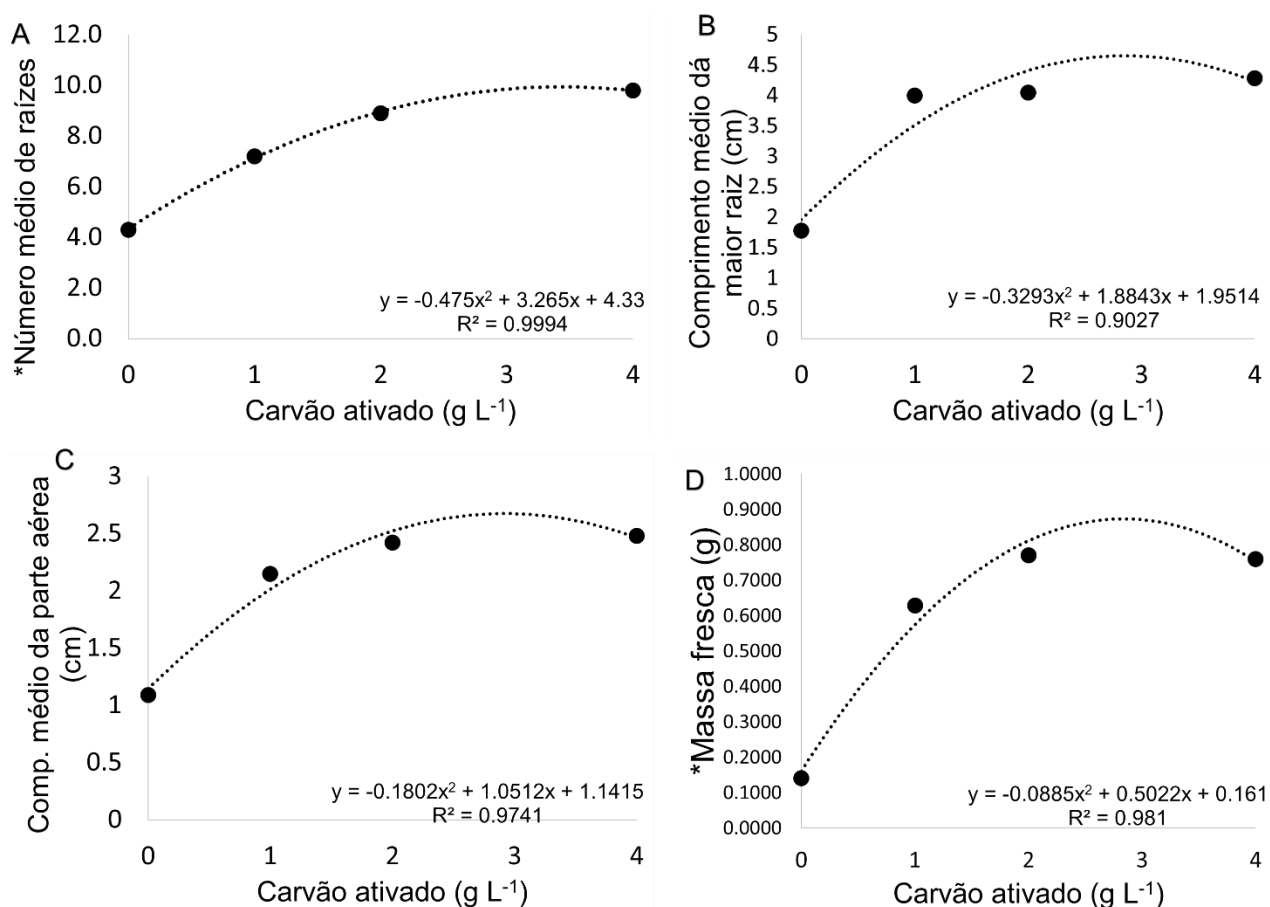 A
*Número médio de raízes
12.0
10.0
8.0
6.0
4.0
2.0
0.0
y = -0.475x² + 3.265x + 4.33
R² = 0.9994
0 1 2 3 4
Carvão ativado (g L⁻¹)
B
Comprimento médio dá
maior raiz (cm)
5
4.5
4
3.5
3
2.5
2
1.5
1
0.5
0
y = -0.3293x² + 1.8843x + 1.9514
R² = 0.9027
0 1 2 3 4
Carvão ativado (g L⁻¹)
C
Comp. médio da parte aérea
(cm)
3
2.5
2
1.5
1
0.5
0
y = -0.1802x² + 1.0512x + 1.1415
R² = 0.9741
0 1 2 3 4
Carvão ativado (g L⁻¹)
D
*Massa fresca (g)
1.0000
0.9000
0.8000
0.7000
0.6000
0.5000
0.4000
0.3000
0.2000
0.1000
0.0000
y = -0.0885x² + 0.5022x + 0.161
R² = 0.981
0 1 2 3 4
Carvão ativado (g L⁻¹)